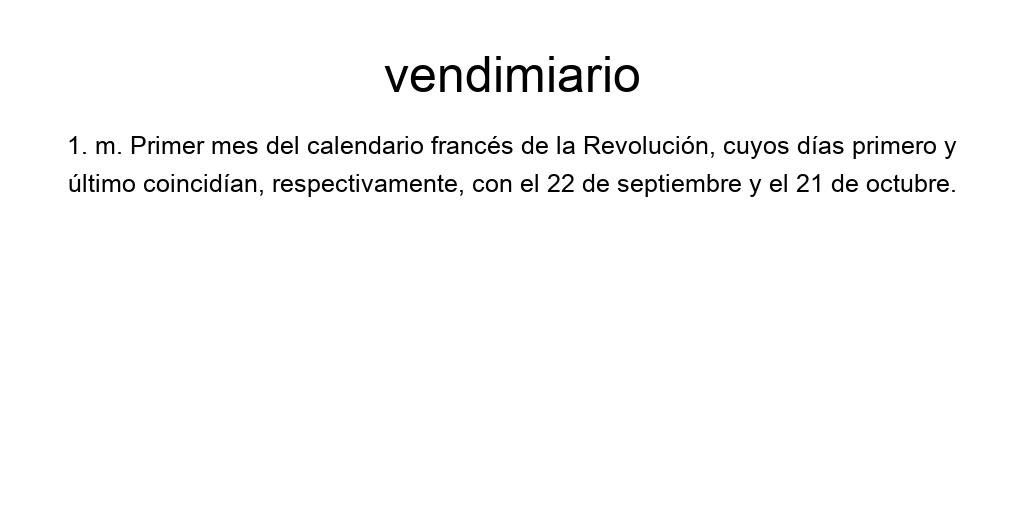 vendimiario
1. m. Primer mes del calendario francés de la Revolución, cuyos días primero y
último coincidían, respectivamente, con el 22 de septiembre y el 21 de octubre.